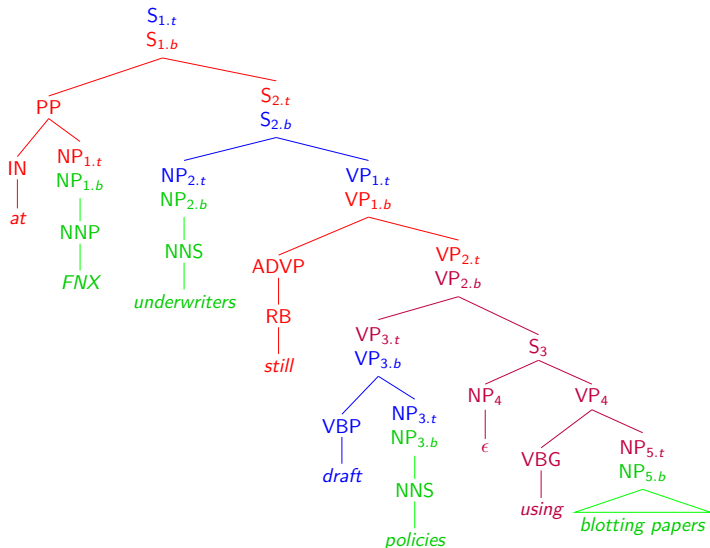 S1.t
S1.b
PP S2.t
S2.b
IN NP1.t NP2.t VP1.t
NP1.b NP2.b VP1.b
at NNP NNS ADVP VP2.t
FNX underwriters RB VP2.b
still VP3.t S3
VP3.b
VBP NP3.t NP4 VP4
NP3.b
draft NNS ϵ VBG NP5.t
NP5.b
policies using blotting papers